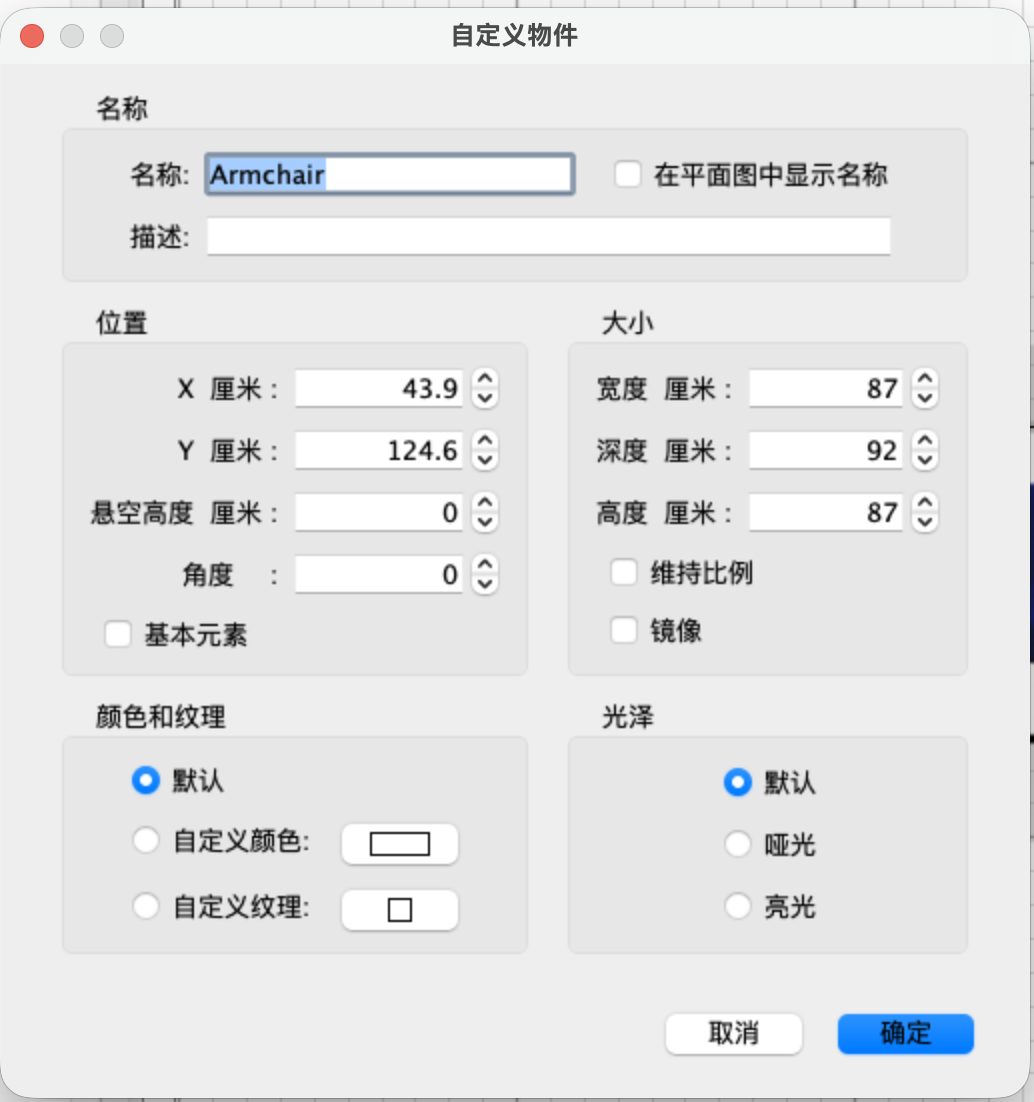 自定义物件
名称
名称: Armchair 在平面图中显示名称
描述:
位置
X 厘米 : 43.9
Y 厘米 : 124.6
悬空高度 厘米 : 0
角度 : 0
基本元素
大小
宽度 厘米 : 87
深度 厘米 : 92
高度 厘米 : 87
维持比例
镜像
颜色和纹理
默认
自定义颜色:
自定义纹理:
光泽
默认
哑光
亮光
取消 确定